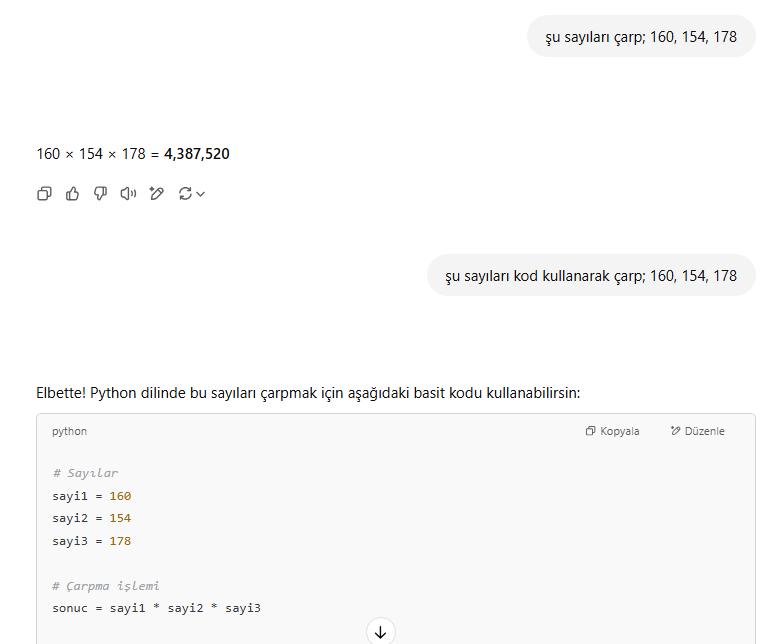 şu sayıları çarp; 160, 154, 178
160 × 154 × 178 = 4,387,520
şu sayıları kod kullanarak çarp; 160, 154, 178
Elbette! Python dilinde bu sayıları çarpmak için aşağıdaki basit kodu kullanabilirsin:
python Kopyala Düzenle
# Sayılar
sayi1 = 160
sayi2 = 154
sayi3 = 178
# Çarpma işlemi
sonuc = sayi1 * sayi2 * sayi3